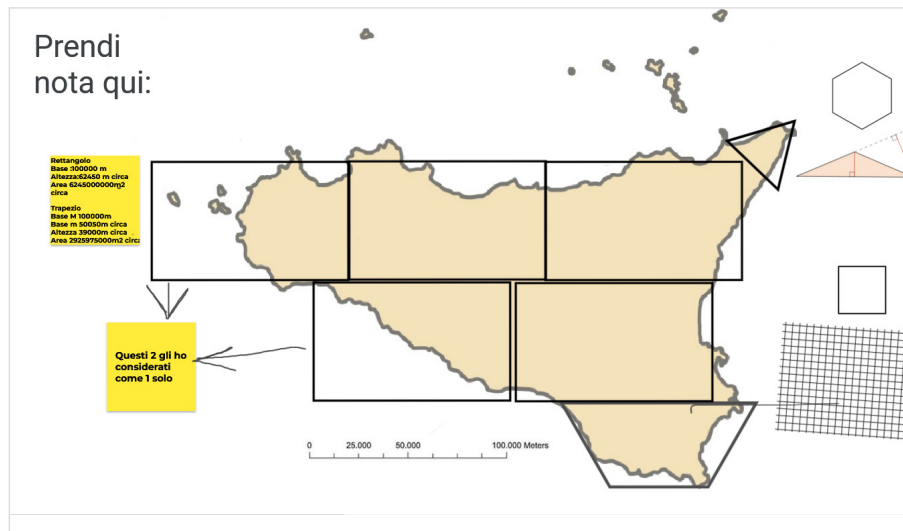 Prendi
nota qui:
Rettangolo
Base :100000 m
Altezza:62450 m circa
Area 6245000000m2
circa
Trapezio
Base M 100000m
Base m 50050m circa
Altezza 39000m circa
Area 2925975000m2 circa
Questi 2 gli ho
considerati
come 1 solo
0 25.000 50.000 100.000 Meters